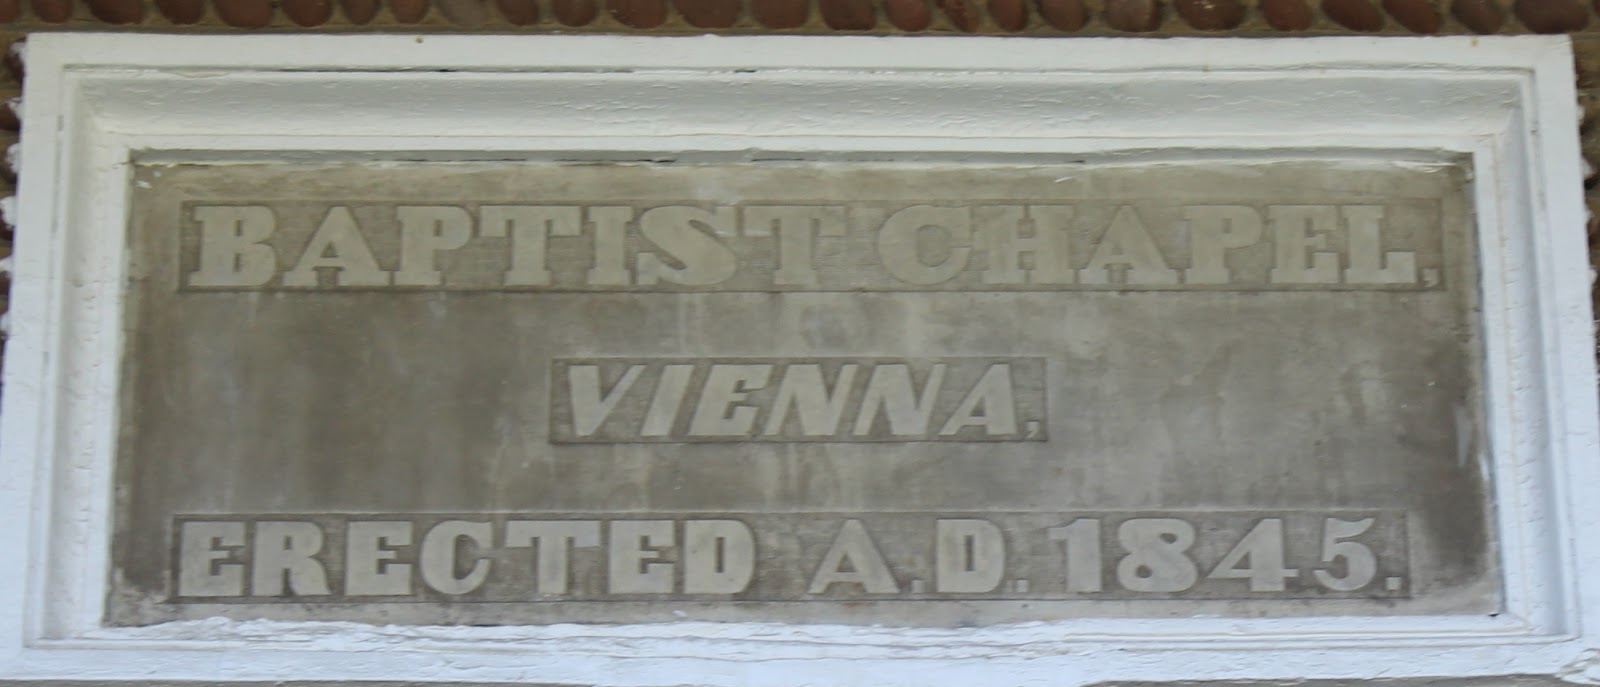 BAPTIST CHAPEL,
VIENNA,
ERECTED A.D. 1845.